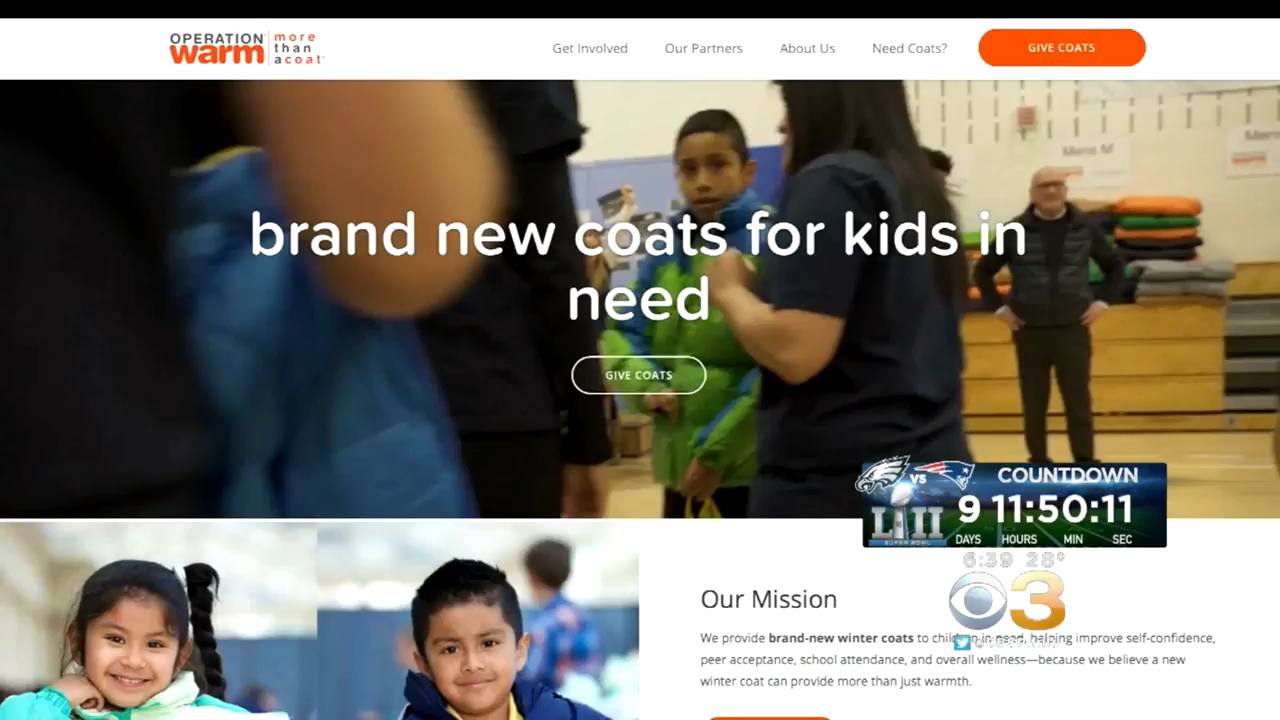 OPERATION
warm
more
than
a coat
Get Involved
Our Partners
About Us
Need Coats?
GIVE COATS
Mens M
brand new coats for kids in
need
GIVE COATS
VS
COUNTDOWN
9 11:50:11
DAYS HOURS MIN SEC
LII
SUPER BOWL
6:39 28°
3
Our Mission
We provide brand-new winter coats to children in need, helping improve self-confidence,
peer acceptance, school attendance, and overall wellness—because we believe a new
winter coat can provide more than just warmth.